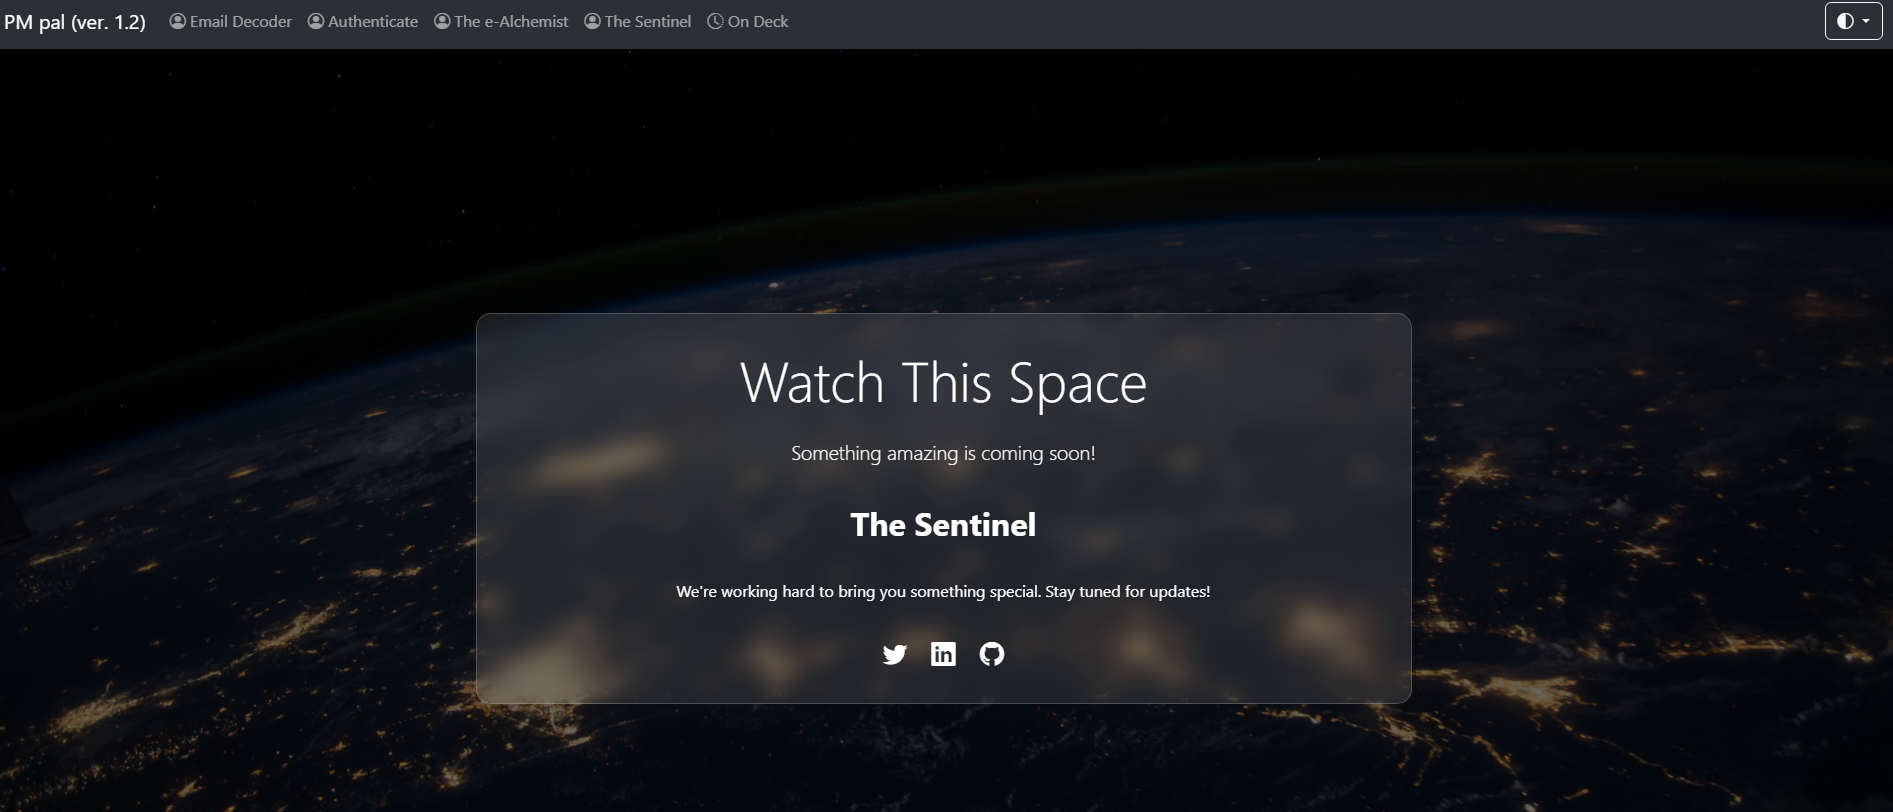 PM pal (ver. 1.2) Email Decoder Authenticate The e-Alchemist The Sentinel On Deck
Watch This Space
Something amazing is coming soon!
The Sentinel
We're working hard to bring you something special. Stay tuned for updates!
in